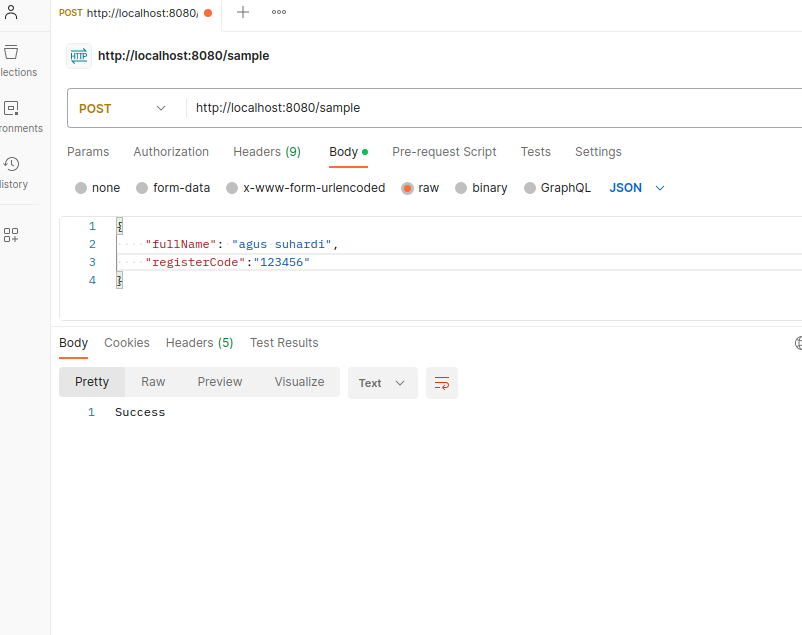 POST http://localhost:8080/
HTTP http://localhost:8080/sample
lections
POST http://localhost:8080/sample
ronments
Params Authorization Headers (9) Body Pre-request Script Tests Settings
istory
none form-data x-www-form-urlencoded raw binary GraphQL JSON
1 {
2 "fullName": "agus suhardi",
3 "registerCode":"123456"
4 }
Body Cookies Headers (5) Test Results
Pretty Raw Preview Visualize Text
1 Success